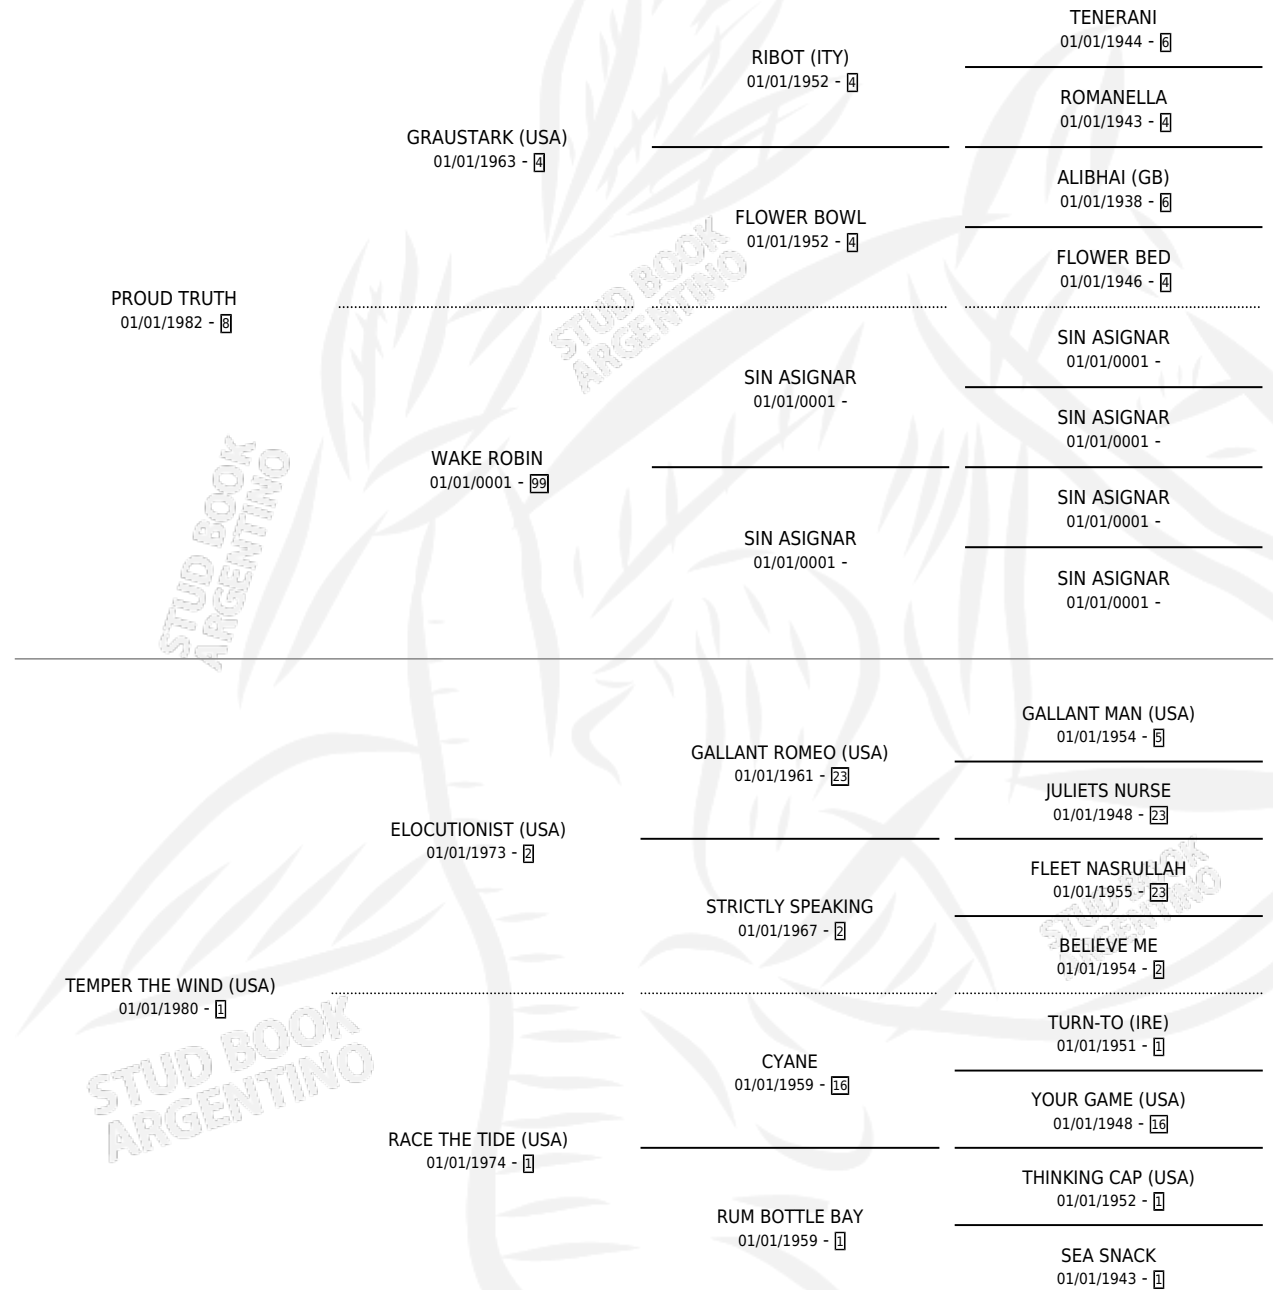 TENERANI
01/01/1944 - 6
RIBOT (ITY)
01/01/1952 - 4
ROMANELLA
01/01/1943 - 4
GRAUSTARK (USA)
01/01/1963 - 4
ALIBHAI (GB)
01/01/1938 - 6
FLOWER BOWL
01/01/1952 - 4
FLOWER BED
01/01/1946 - 4
PROUD TRUTH
01/01/1982 - 8
SIN ASIGNAR
01/01/0001 -
SIN ASIGNAR
01/01/0001 -
SIN ASIGNAR
01/01/0001 -
WAKE ROBIN
01/01/0001 - 99
SIN ASIGNAR
01/01/0001 -
SIN ASIGNAR
01/01/0001 -
SIN ASIGNAR
01/01/0001 -
GALLANT MAN (USA)
01/01/1954 - 5
GALLANT ROMEO (USA)
01/01/1961 - 23
JULIETS NURSE
01/01/1948 - 23
ELOCUTIONIST (USA)
01/01/1973 - 2
FLEET NASRULLAH
01/01/1955 - 23
STRICTLY SPEAKING
01/01/1967 - 2
BELIEVE ME
01/01/1954 - 2
TEMPER THE WIND (USA)
01/01/1980 - 1
TURN-TO (IRE)
01/01/1951 - 1
CYANE
01/01/1959 - 16
YOUR GAME (USA)
01/01/1948 - 16
RACE THE TIDE (USA)
01/01/1974 - 1
THINKING CAP (USA)
01/01/1952 - 1
RUM BOTTLE BAY
01/01/1959 - 1
SEA SNACK
01/01/1943 - 1
STUD BOOK
ARGENTINO
STUD BOOK
ARGENTINO
STUD BOOK
ARGENTINO
STUD BOOK
ARGENTINO